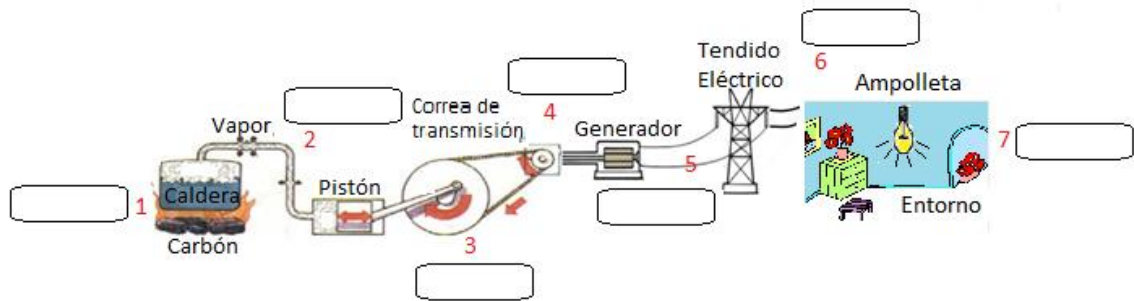 Tendido
Eléctrico
6
Ampolleta
4
Correa de
transmisión
Vapor
2
Generador
7
5
Pistón
Caldera
1
Entorno
Carbón
3